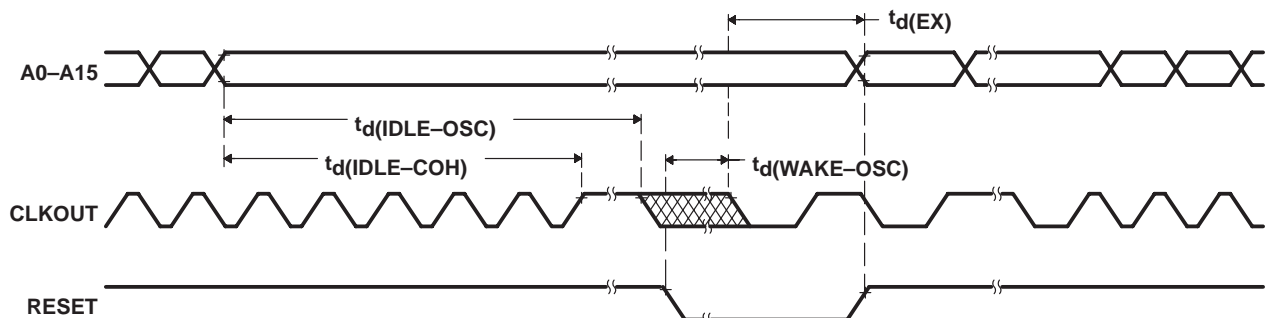 td(EX)
A0–A15
td(IDLE–OSC)
td(IDLE–COH)
td(WAKE–OSC)
CLKOUT
RESET